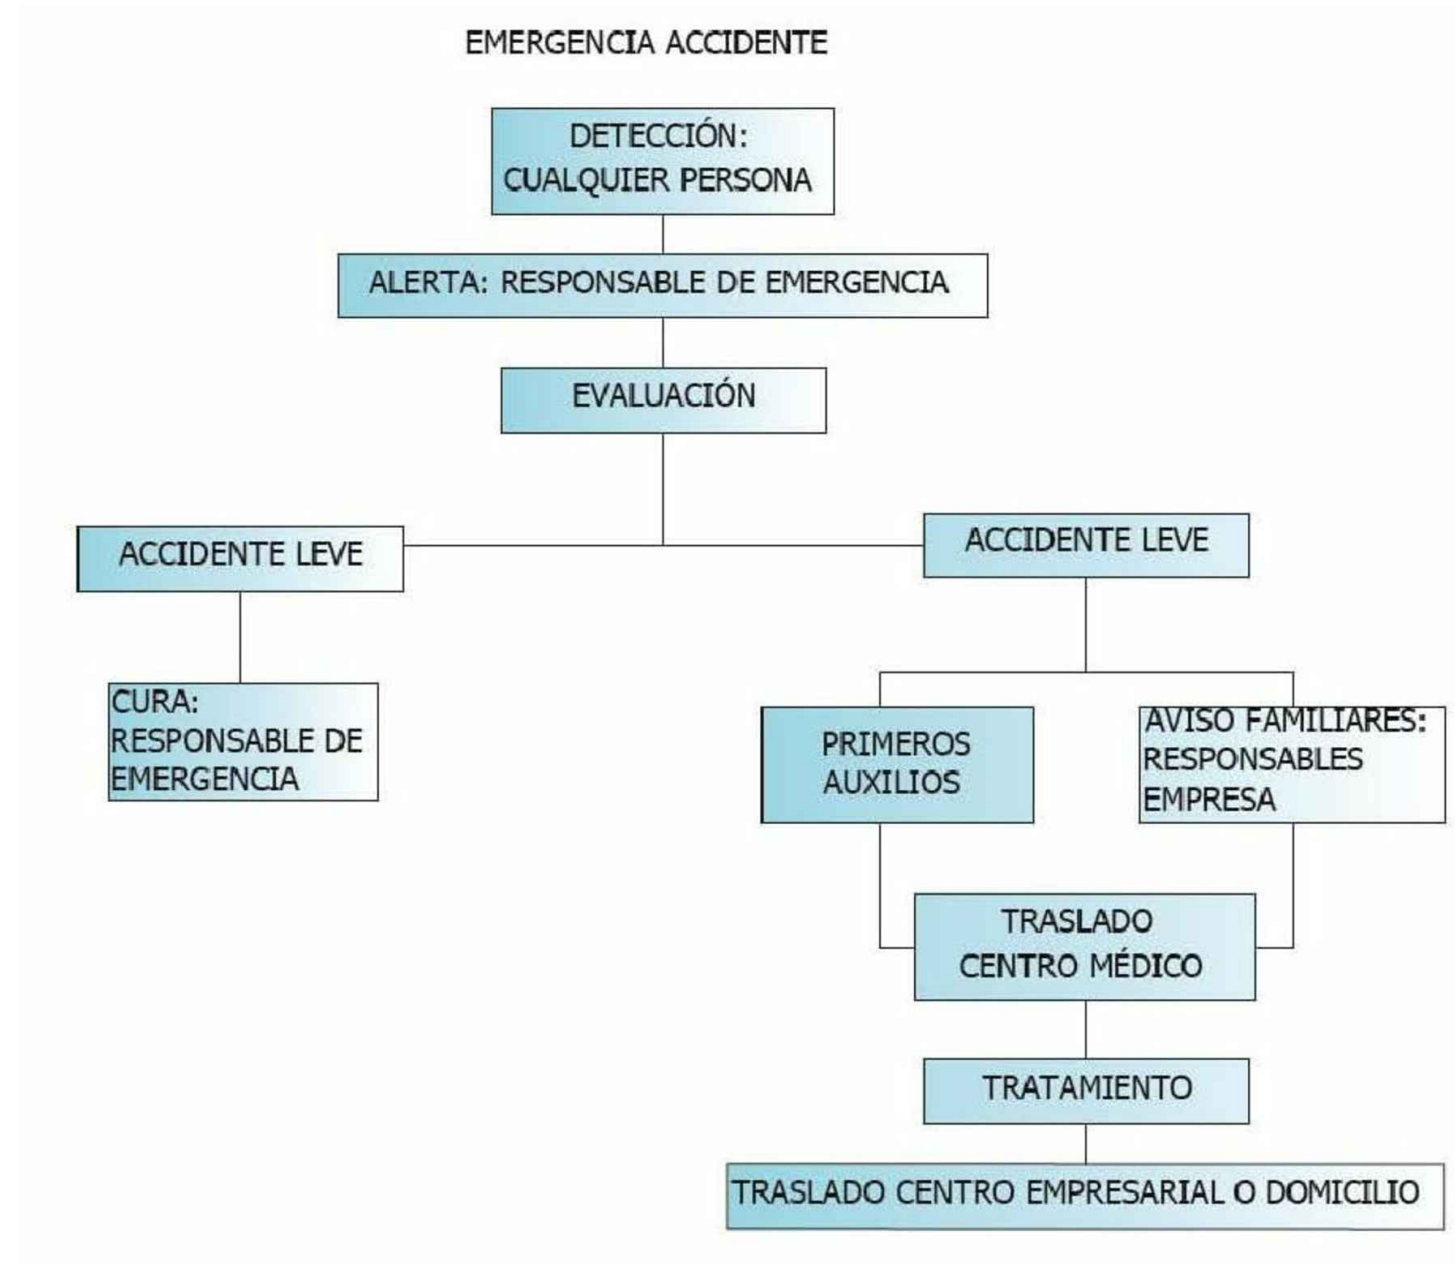 EMERGENCIA ACCIDENTE
DETECCIÓN:
CUALQUIER PERSONA
ALERTA: RESPONSABLE DE EMERGENCIA
EVALUACIÓN
ACCIDENTE LEVE
ACCIDENTE LEVE
CURA:
RESPONSABLE DE
EMERGENCIA
PRIMEROS
AUXILIOS
AVISO FAMILIARES:
RESPONSABLES
EMPRESA
TRASLADO
CENTRO MÉDICO
TRATAMIENTO
TRASLADO CENTRO EMPRESARIAL O DOMICILIO